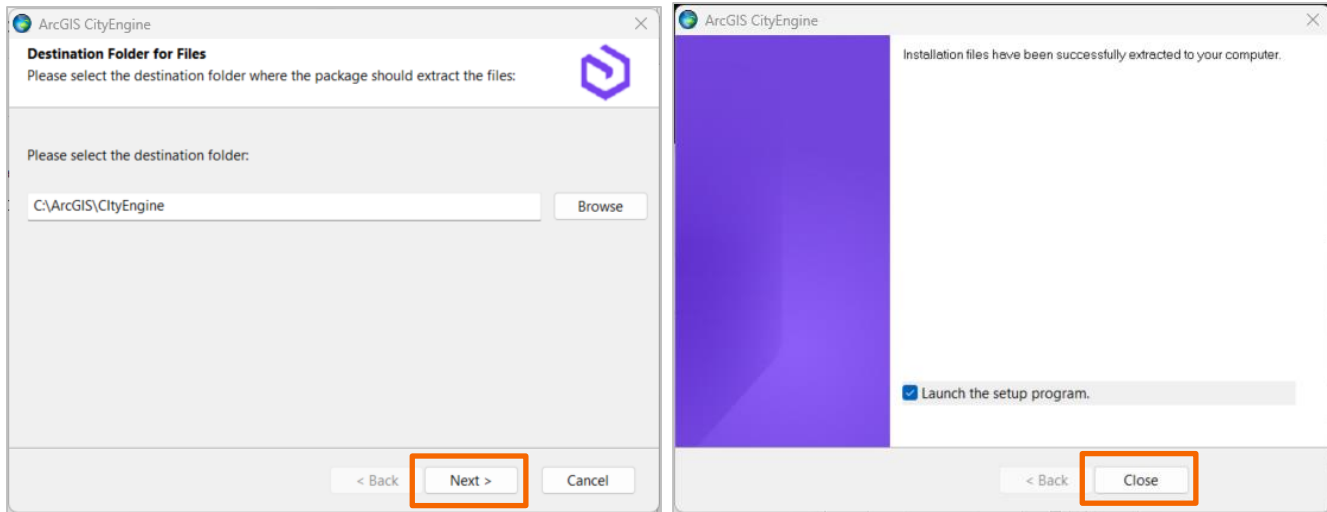 ArcGIS CityEngine
Destination Folder for Files
Please select the destination folder where the package should extract the files:
Please select the destination folder:
C:\ArcGIS\CItyEngine
Browse
< Back
Next >
Cancel
ArcGIS CityEngine
Installation files have been successfully extracted to your computer.
Launch the setup program.
< Back
Close